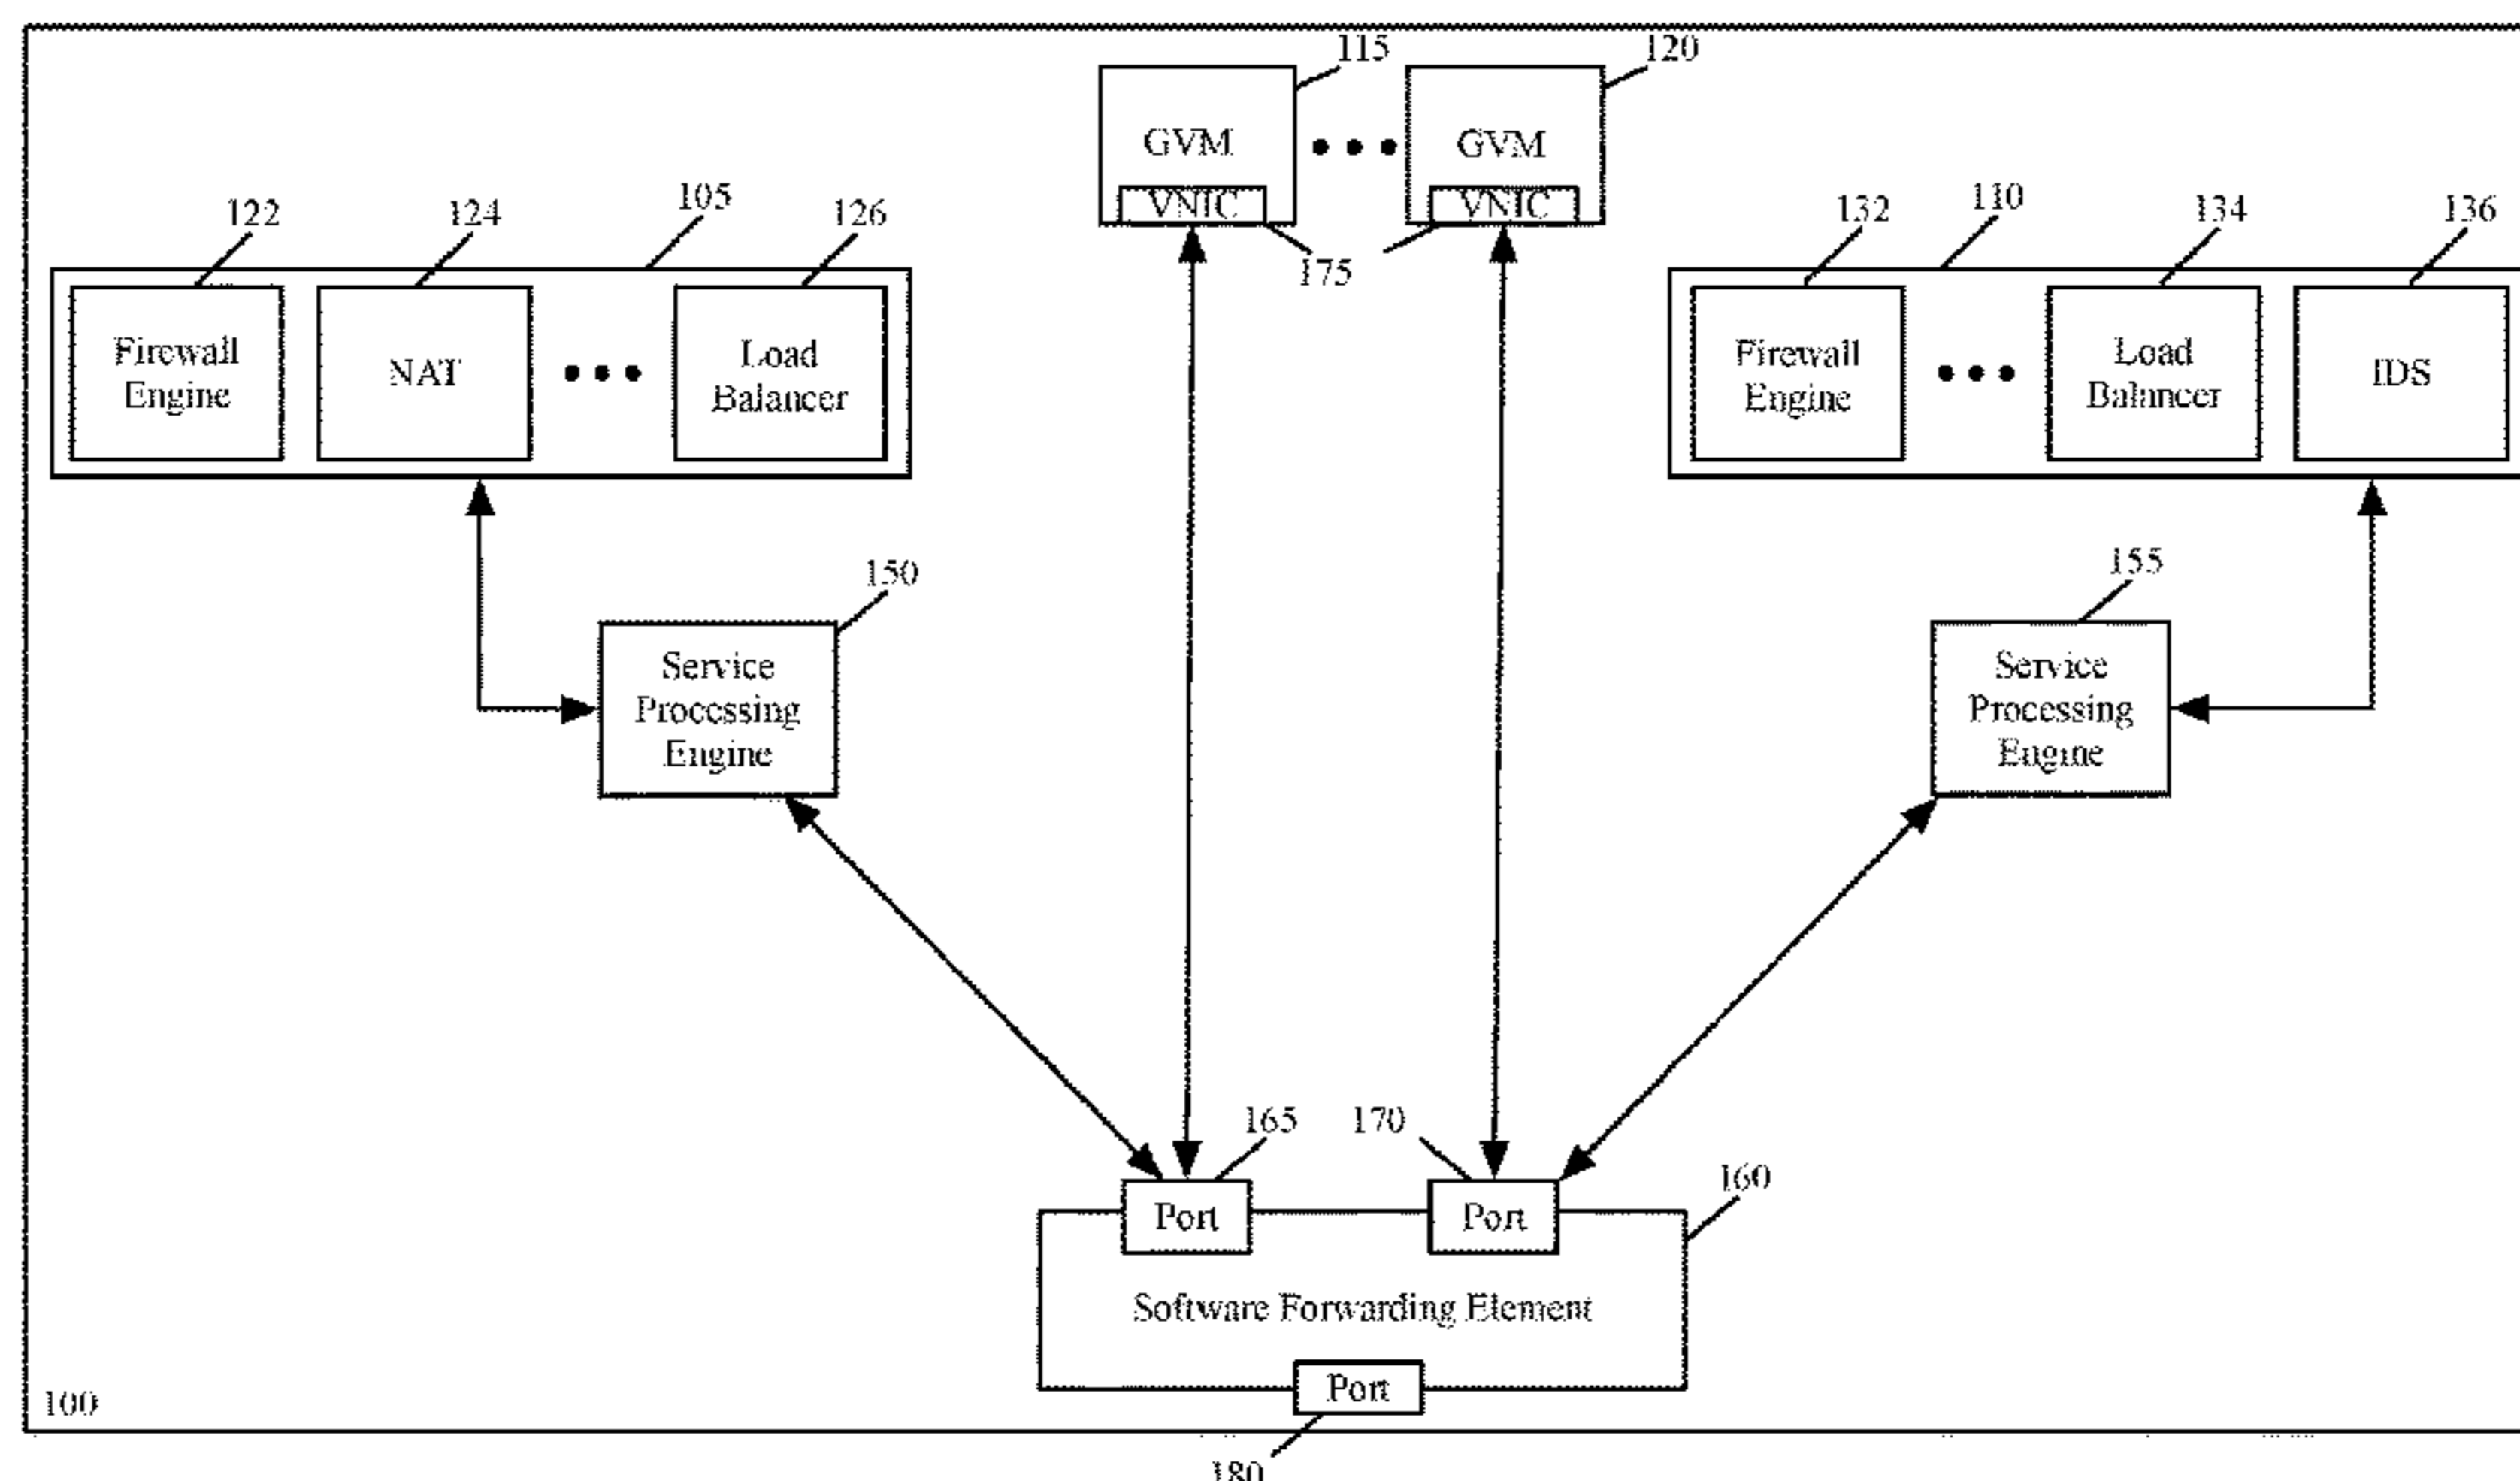 115
120
GVM
GVM
VNIC
VNIC
175
122
124
105
126
132
110
134
136
Firewall
Engine
NAT
Load
Balancer
Firewall
Engine
Load
Balancer
IDS
150
155
Service
Processing
Engine
Service
Processing
Engine
165
170
160
Port
Port
Software Forwarding Element
Port
100
180